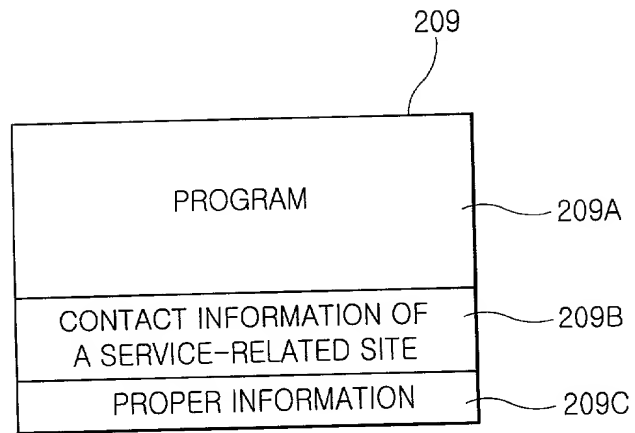 209
PROGRAM
209A
CONTACT INFORMATION OF
A SERVICE-RELATED SITE
209B
PROPER INFORMATION
209C